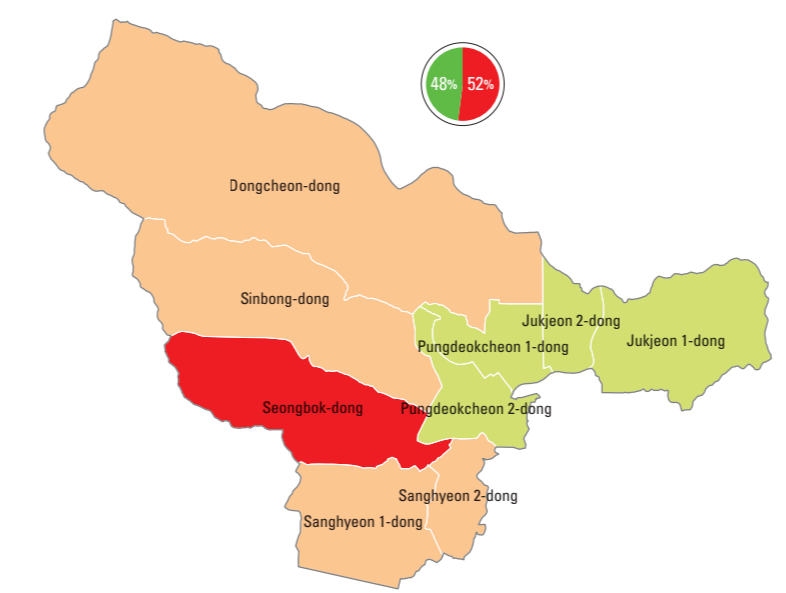 48% 52%
Dongcheon-dong
Sinbong-dong
Jukjeon 2-dong
Jukjeon 1-dong
Pungdeokcheon 1-dong
Seongbok-dong
Pungdeokcheon 2-dong
Sanghyeon 2-dong
Sanghyeon 1-dong